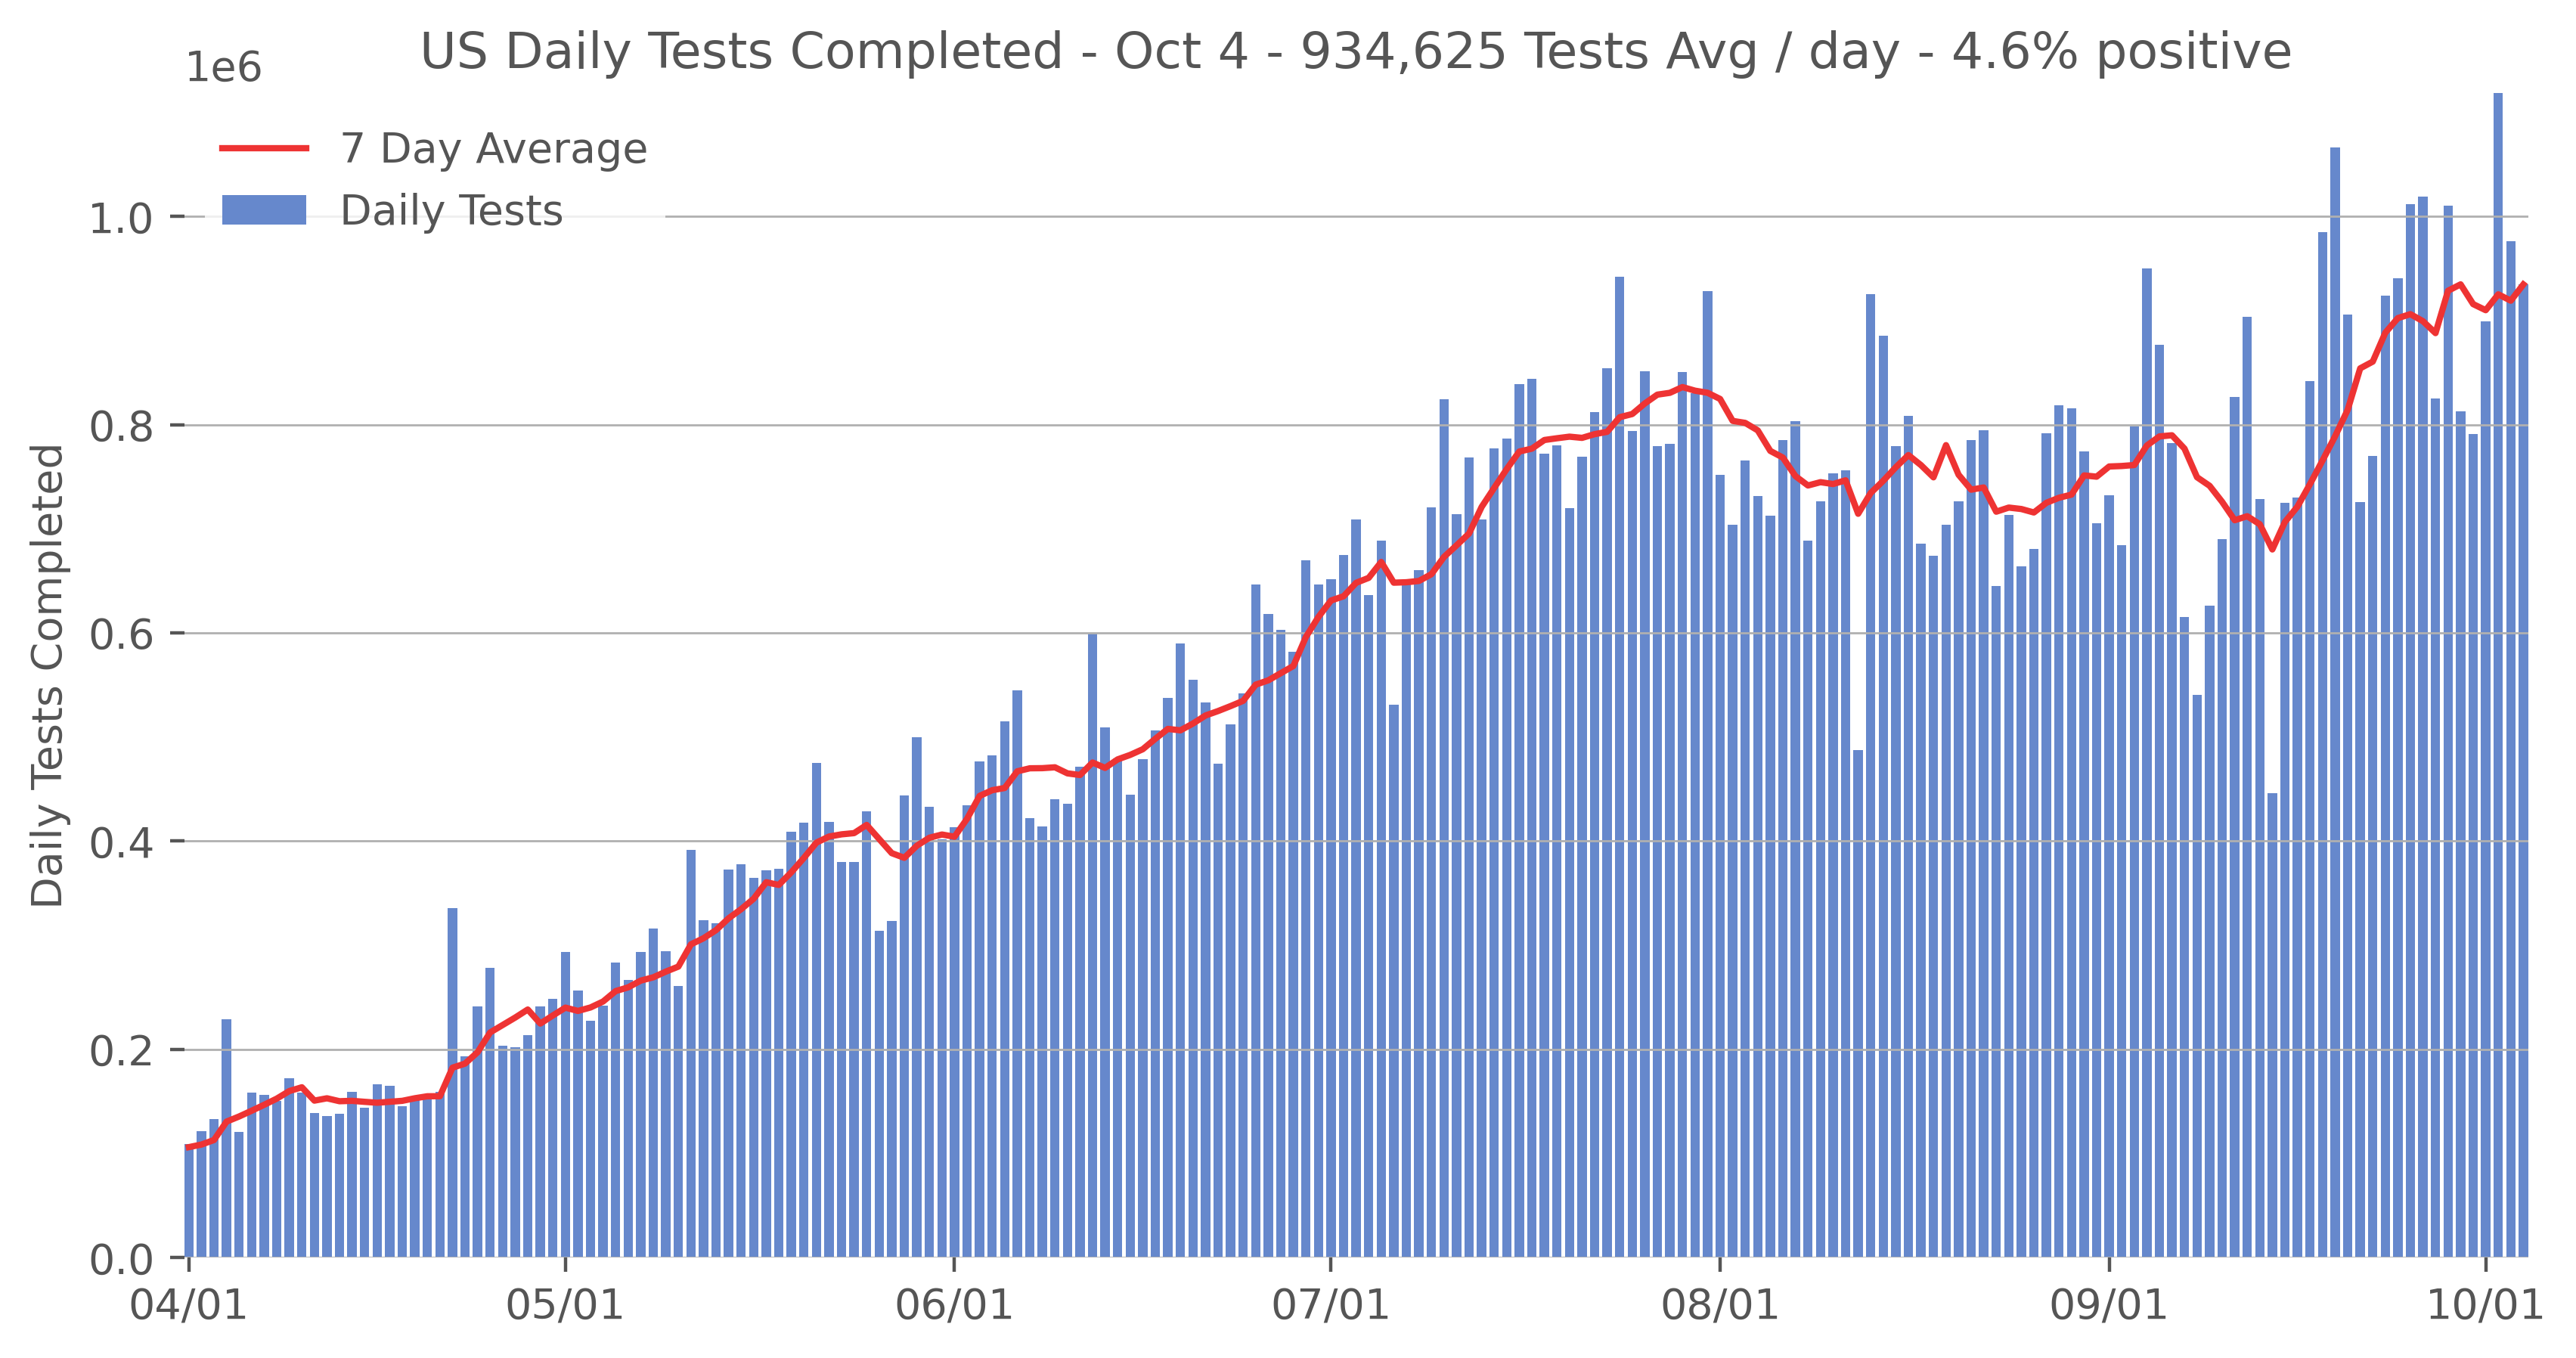 US Daily Tests Completed - Oct 4 - 934,625 Tests Avg / day - 4.6% positive
1e6
7 Day Average
Daily Tests
Daily Tests Completed
1.0
0.8
0.6
0.4
0.2
0.0
04/01 05/01 06/01 07/01 08/01 09/01 10/01